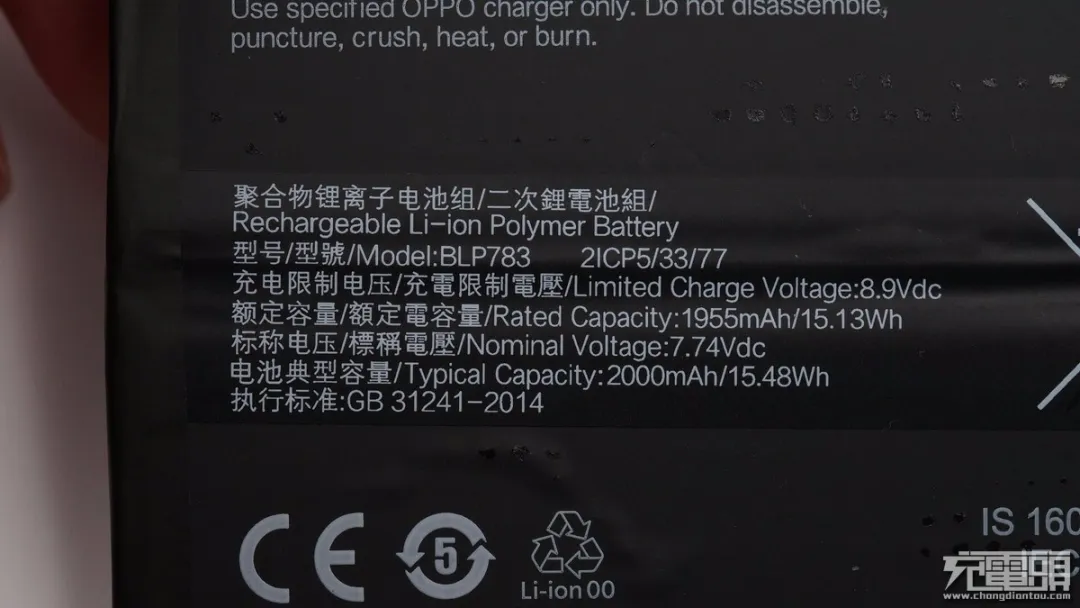 Use specified OPPO charger only. Do not disassemble,
puncture, crush, heat, or burn.
聚合物锂离子电池组/二次鋰電池組/
Rechargeable Li-ion Polymer Battery
型号/型號/Model:BLP783 2ICP5/33/77
充电限制电压/充電限制電壓/Limited Charge Voltage:8.9Vdc
额定容量/額定電容量/Rated Capacity:1955mAh/15.13Wh
标称电压/標稱電壓/Nominal Voltage:7.74Vdc
电池典型容量/Typical Capacity:2000mAh/15.48Wh
执行标准:GB 31241-2014
CE
5
Li-ion 00
IS 160
充電頭
www.chongdiantou.com